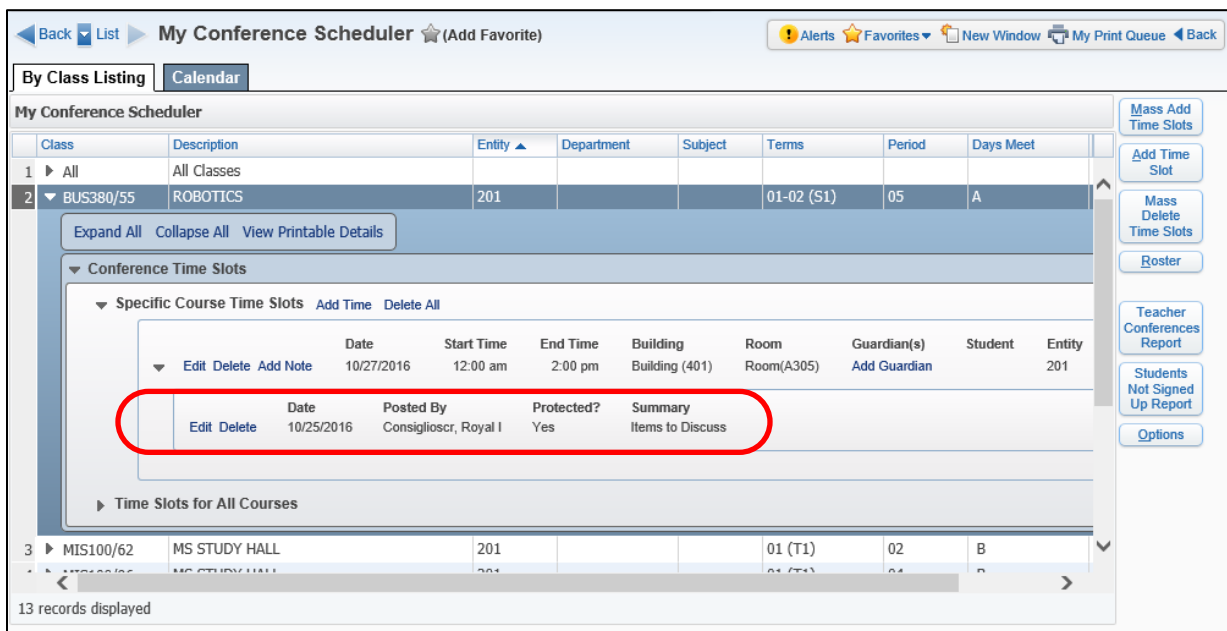 Back List My Conference Scheduler (Add Favorite) Alerts Favorites New Window My Print Queue Back
By Class Listing Calendar
My Conference Scheduler
Class Description Entity Department Subject Terms Period Days Meet
1 All All Classes
2 BUS380/55 ROBOTICS 201 01-02 (S1) 05 A
Expand All Collapse All View Printable Details
Conference Time Slots
Specific Course Time Slots Add Time Delete All
Date Start Time End Time Building Room Guardian(s) Student Entity
Edit Delete Add Note 10/27/2016 12:00 am 2:00 pm Building (401) Room(A305) Add Guardian 201
Date Posted By Protected? Summary
Edit Delete 10/25/2016 Consiglioscr, Royal I Yes Items to Discuss
Time Slots for All Courses
3 MIS100/62 MS STUDY HALL 201 01 (T1) 02 B
MS STUDY HALL 201 01 (T1)
13 records displayed
Mass Add
Time Slots
Add Time
Slot
Mass
Delete
Time Slots
Roster
Teacher
Conferences
Report
Students
Not Signed
Up Report
Options